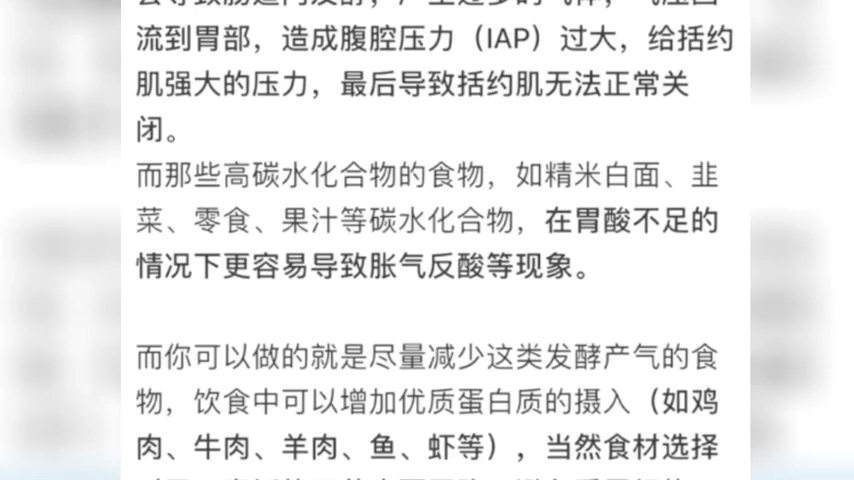 流到胃部，造成腹腔压力（IAP）过大，给括约
肌强大的压力，最后导致括约肌无法正常关
闭。
而那些高碳水化合物的食物，如精米白面、韭
菜、零食、果汁等碳水化合物，在胃酸不足的
情况下更容易导致胀气反酸等现象。
而你可以做的就是尽量减少这类发酵产气的食
物，饮食中可以增加优质蛋白质的摄入（如鸡
肉、牛肉、羊肉、鱼、虾等），当然食材选择